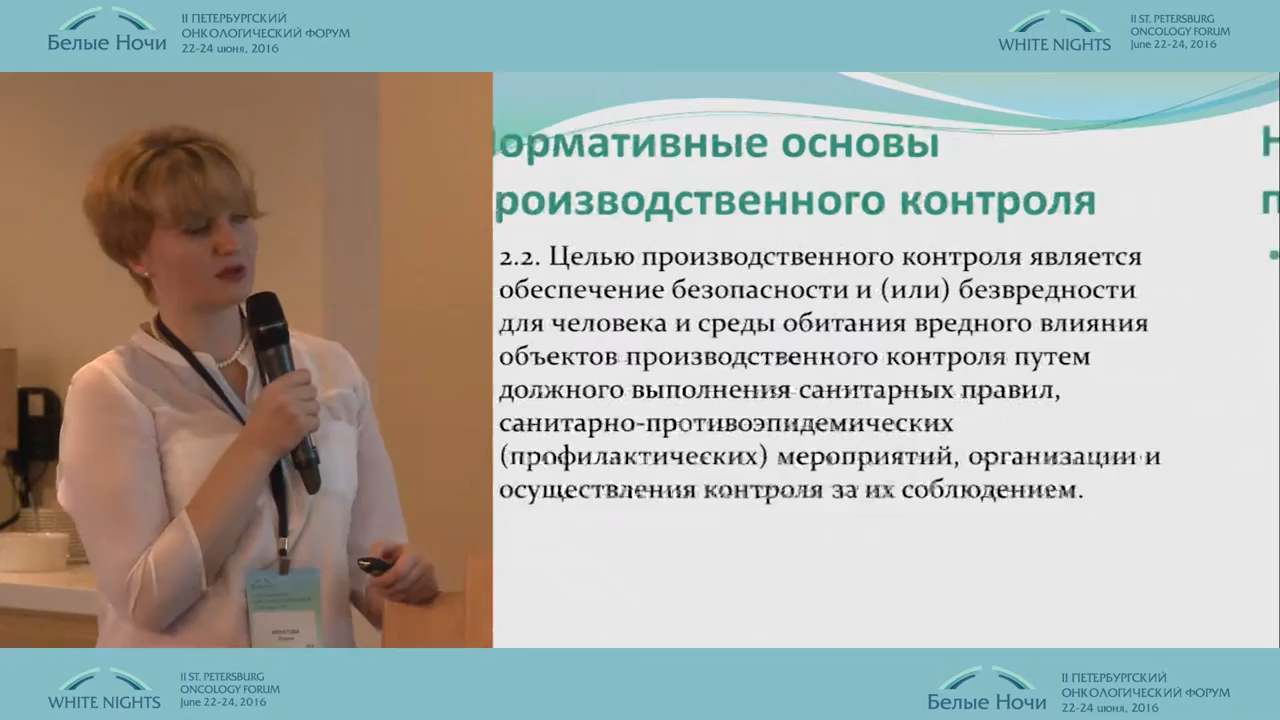 Белые Ночи
II ПЕТЕРБУРГСКИЙ
ОНКОЛОГИЧЕСКИЙ ФОРУМ
22-24 июня, 2016
WHITE NIGHTS
II ST. PETERSBURG
ONCOLOGY FORUM
June 22-24, 2016
ормативные основы
роизводственного контроля
2.2. Целью производственного контроля является
обеспечение безопасности и (или) безвредности
для человека и среды обитания вредного влияния
объектов производственного контроля путем
должного выполнения санитарных правил,
санитарно-противоэпидемических
(профилактических) мероприятий, организации и
осуществления контроля за их соблюдением.
WHITE NIGHTS
II ST. PETERSBURG
ONCOLOGY FORUM
June 22-24, 2016
Белые Ночи
II ПЕТЕРБУРГСКИЙ
ОНКОЛОГИЧЕСКИЙ ФОРУМ
22-24 июня, 2016